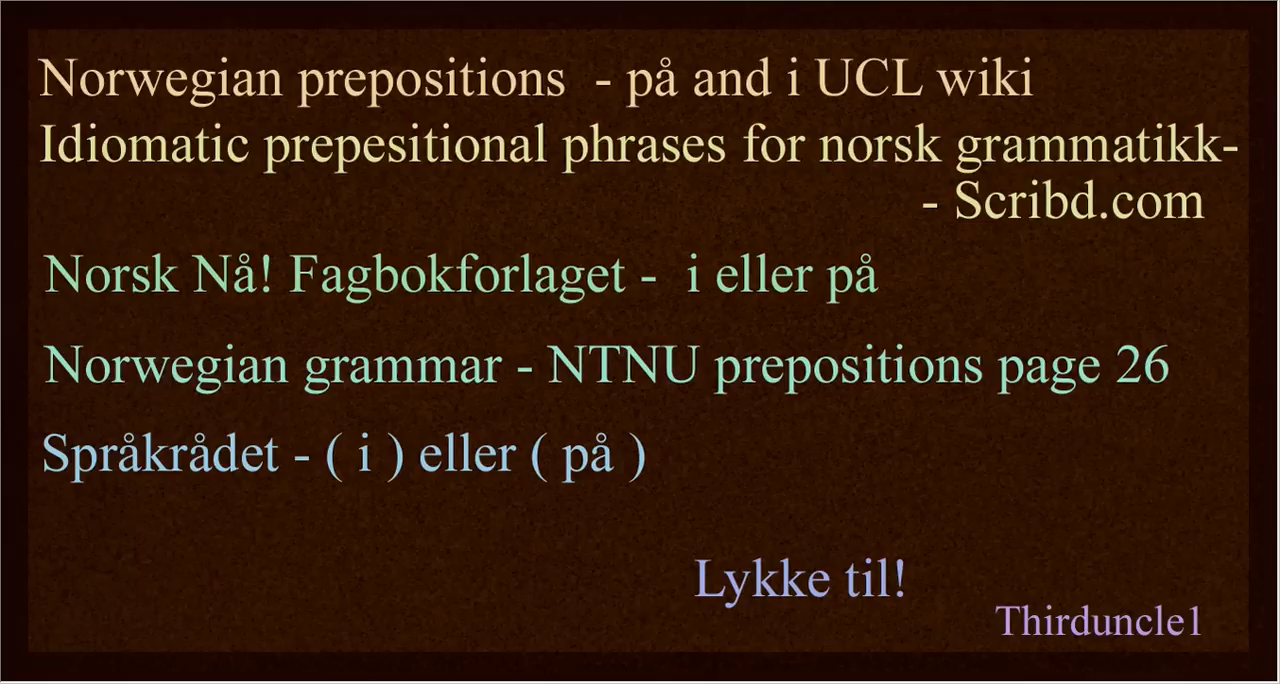 Norwegian prepositions - på and i UCL wiki
Idiomatic prepesitional phrases for norsk grammatikk-
- Scribd.com
Norsk Nå! Fagbokforlaget - i eller på
Norwegian grammar - NTNU prepositions page 26
Språkrådet - ( i ) eller ( på )
Lykke til!
Thirduncle1